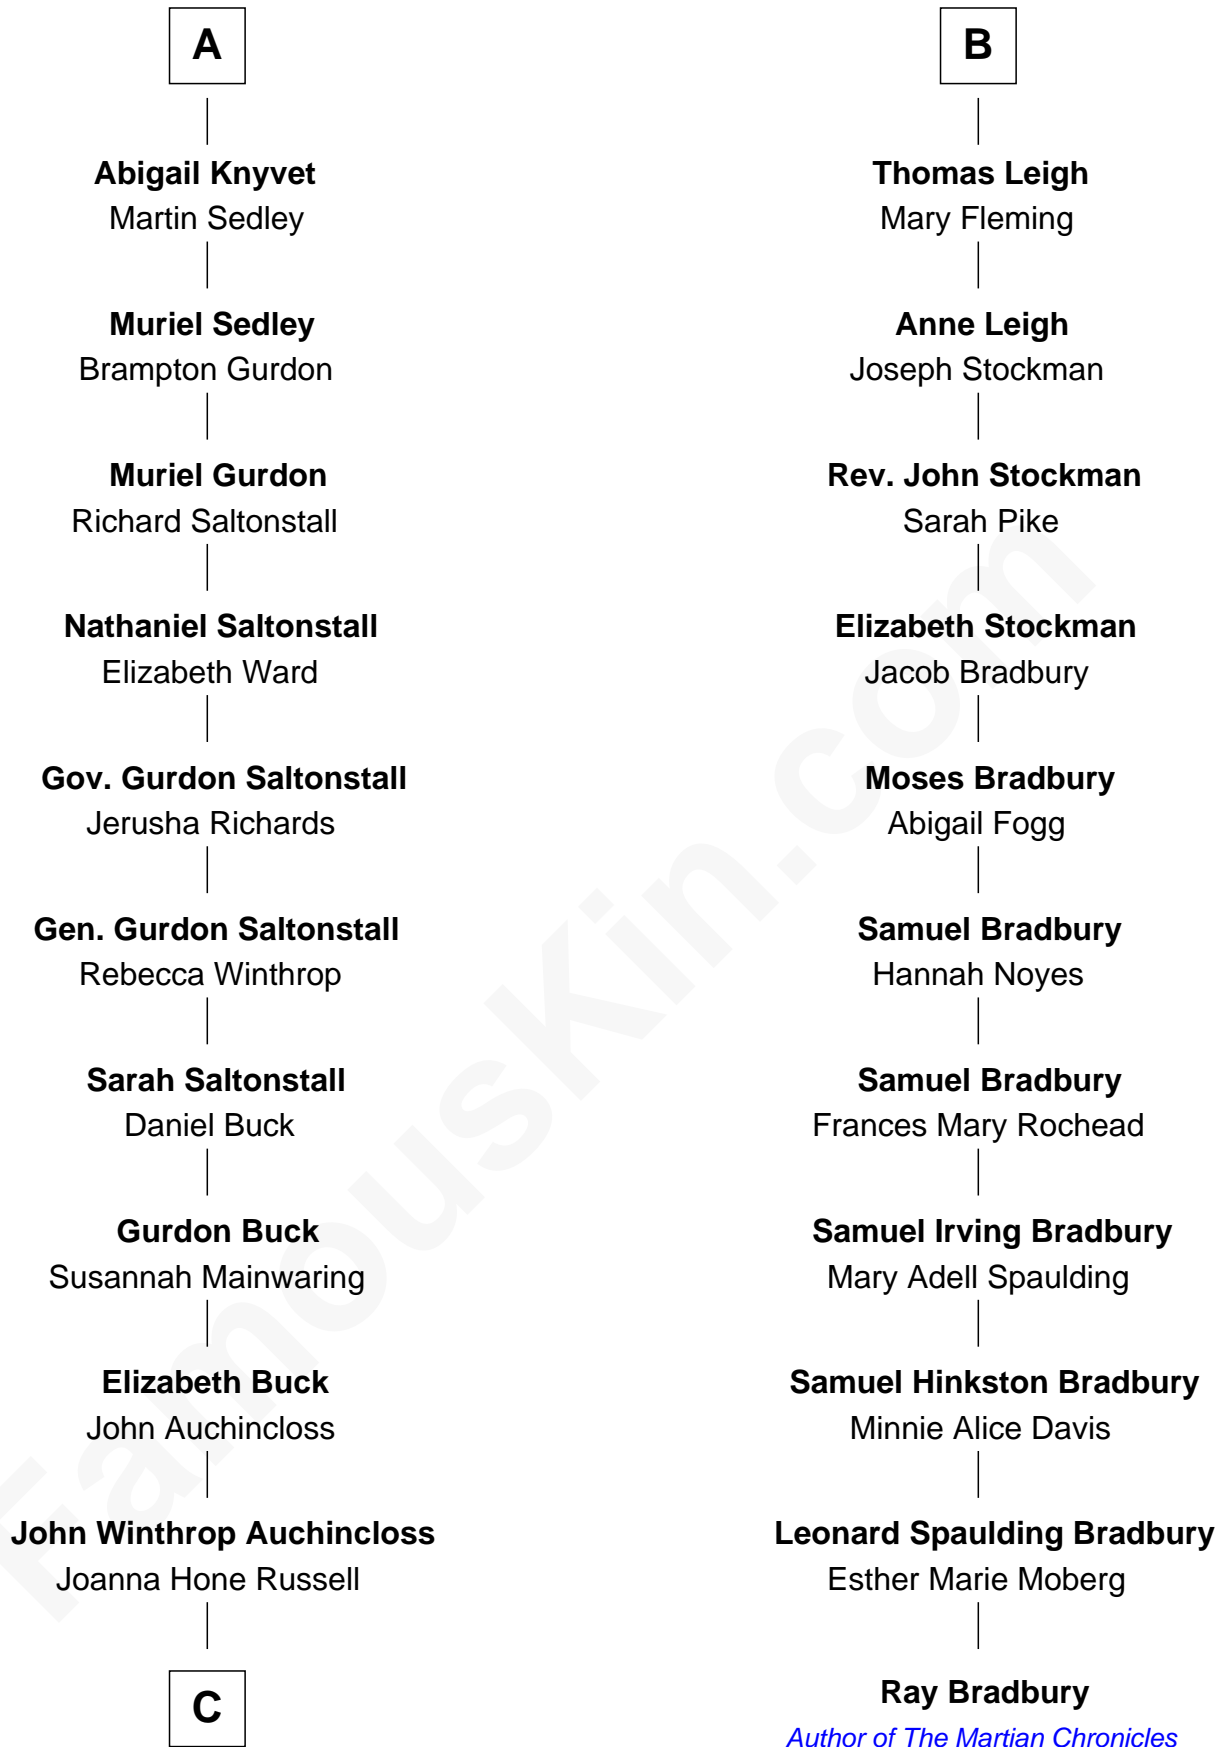 A
Abigail Knyvet
Martin Sedley
Muriel Sedley
Brampton Gurdon
Muriel Gurdon
Richard Saltonstall
Nathaniel Saltonstall
Elizabeth Ward
Gov. Gurdon Saltonstall
Jerusha Richards
Gen. Gurdon Saltonstall
Rebecca Winthrop
Sarah Saltonstall
Daniel Buck
Gurdon Buck
Susannah Mainwaring
Elizabeth Buck
John Auchincloss
John Winthrop Auchincloss
Joanna Hone Russell
C
B
Thomas Leigh
Mary Fleming
Anne Leigh
Joseph Stockman
Rev. John Stockman
Sarah Pike
Elizabeth Stockman
Jacob Bradbury
Moses Bradbury
Abigail Fogg
Samuel Bradbury
Hannah Noyes
Samuel Bradbury
Frances Mary Rochead
Samuel Irving Bradbury
Mary Adell Spaulding
Samuel Hinkston Bradbury
Minnie Alice Davis
Leonard Spaulding Bradbury
Esther Marie Moberg
Ray Bradbury
Author of The Martian Chronicles
FamousKin.com